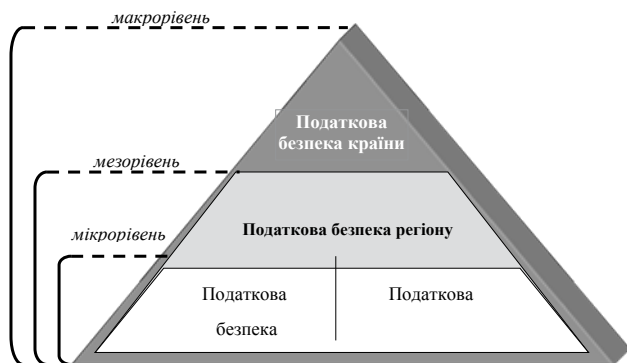 макрорівень
Податкова
безпека країни
мезорівень
мікрорівень
Податкова безпека регіону
Податкова
безпека
Податкова